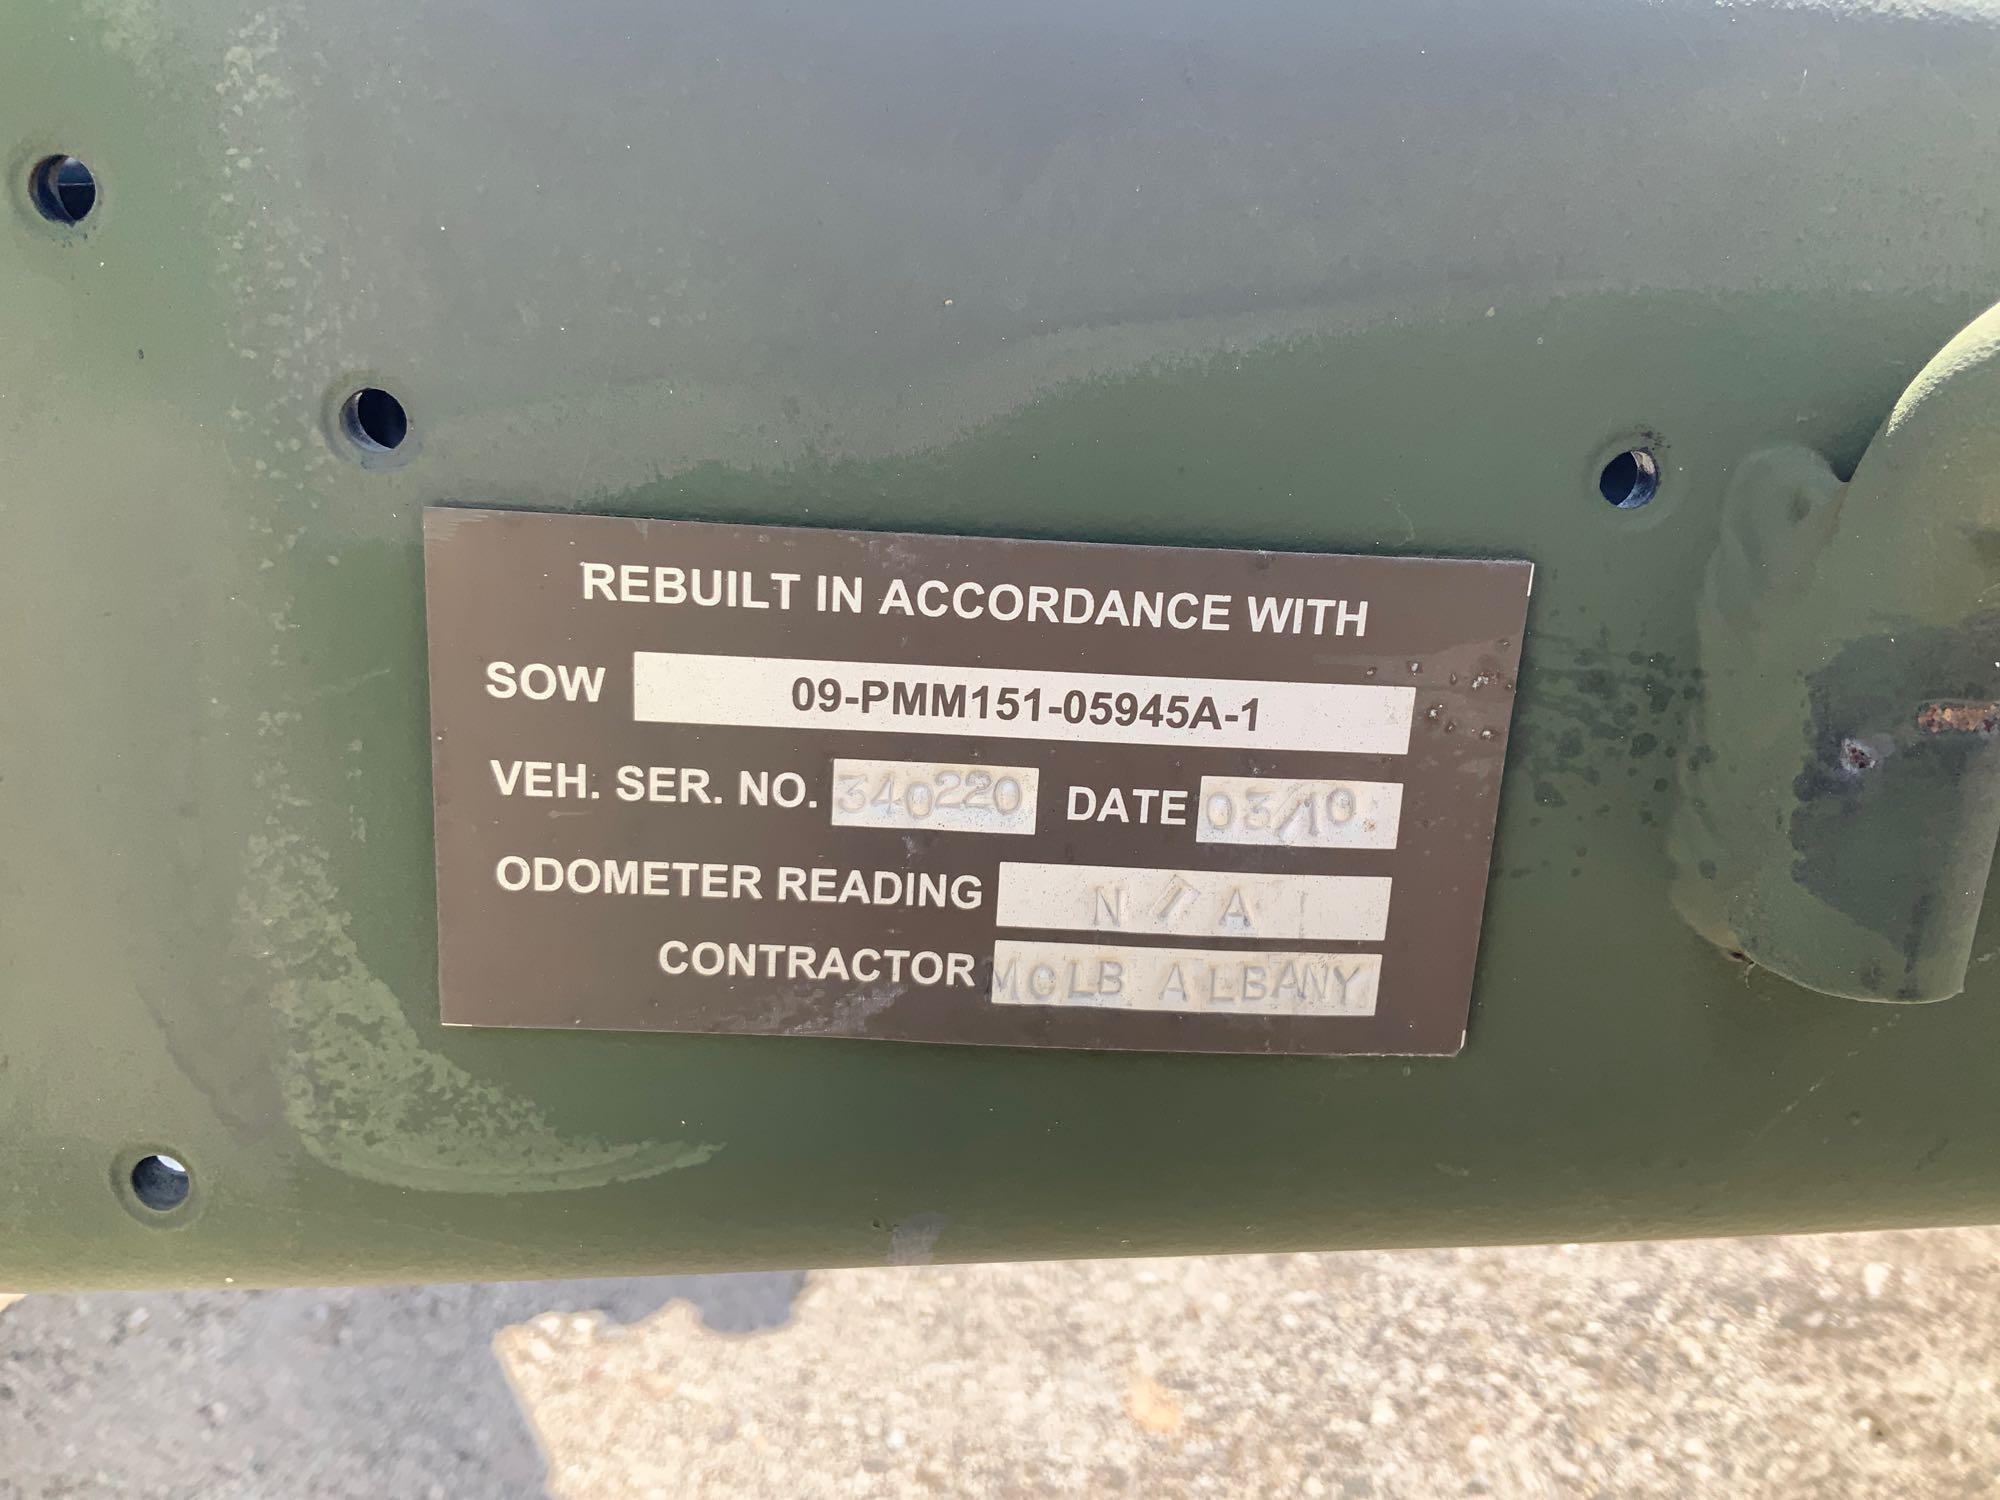 REBUILT IN ACCORDANCE WITH
SOW 09-PMM151-05945A-1
VEH. SER. NO. 340220 DATE 03/10
ODOMETER READING N/A
CONTRACTOR MCLB ALBANY